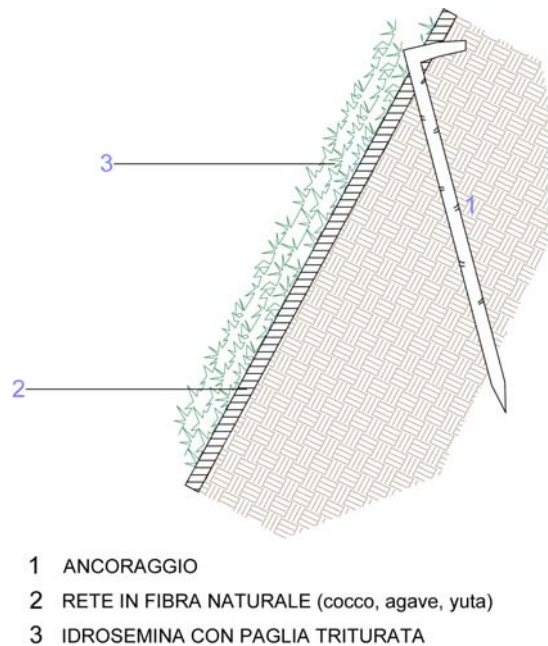 3
1
2
1 ANCORAGGIO
2 RETE IN FIBRA NATURALE (cocco, agave, yuta)
3 IDROSEMINA CON PAGLIA TRITURATA